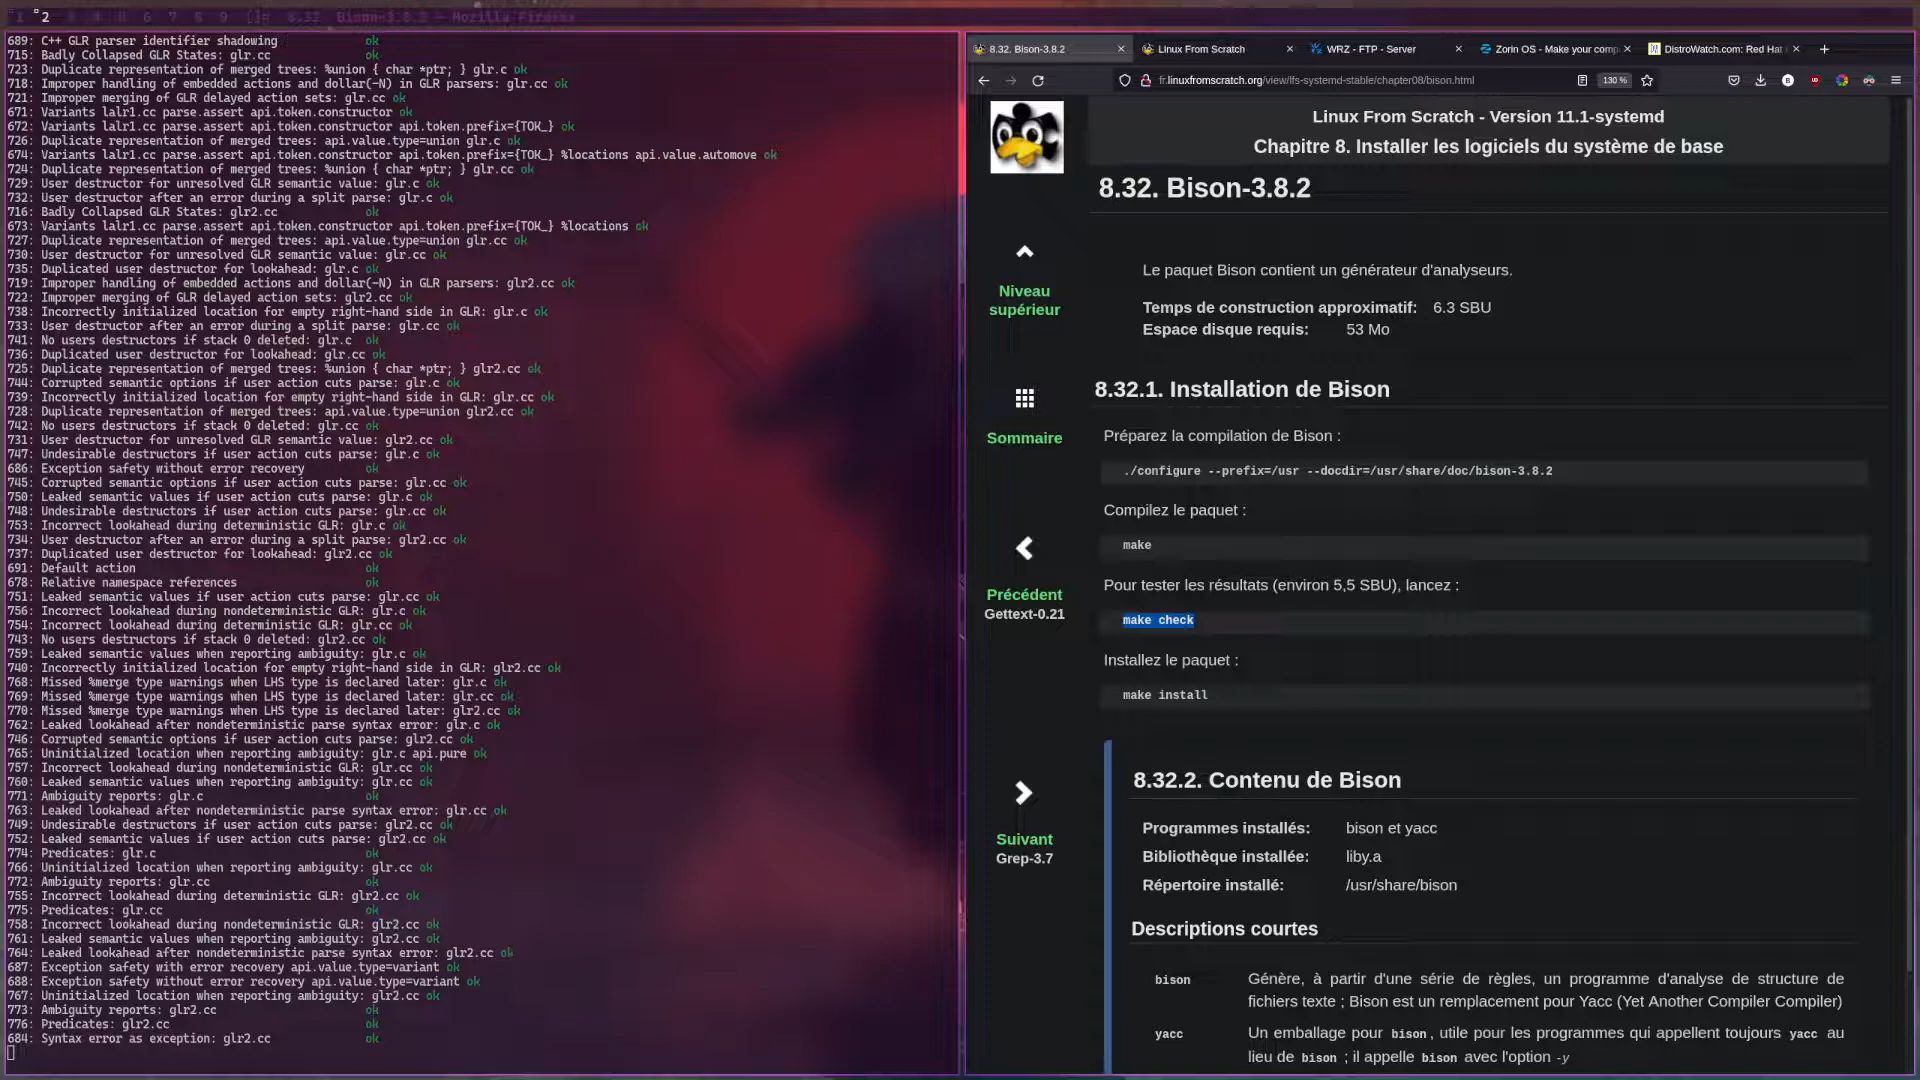 2
689: C++ GLR parser identifier shadowing ok
715: Badly Collapsed GLR States: glr.cc ok
723: Duplicate representation of merged trees: %union { char *ptr; } glr.c ok
718: Improper handling of embedded actions and dollar(-N) in GLR parsers: glr.cc ok
721: Improper merging of GLR delayed action sets: glr.cc ok
671: Variants lalr1.cc parse.assert api.token.constructor ok
672: Variants lalr1.cc parse.assert api.token.constructor api.token.prefix={TOK_} ok
726: Duplicate representation of merged trees: api.value.type=union glr.c ok
674: Variants lalr1.cc parse.assert api.token.constructor api.token.prefix={TOK_} %locations api.value.automove ok
724: Duplicate representation of merged trees: %union { char *ptr; } glr.cc ok
729: User destructor for unresolved GLR semantic value: glr.c ok
732: User destructor after an error during a split parse: glr.c ok
716: Badly Collapsed GLR States: glr2.cc ok
673: Variants lalr1.cc parse.assert api.token.constructor api.token.prefix={TOK_} %locations ok
727: Duplicate representation of merged trees: api.value.type=union glr.cc ok
730: User destructor for unresolved GLR semantic value: glr.cc ok
735: Duplicated user destructor for lookahead: glr.c ok
719: Improper handling of embedded actions and dollar(-N) in GLR parsers: glr2.cc ok
722: Improper merging of GLR delayed action sets: glr2.cc ok
738: Incorrectly initialized location for empty right-hand side in GLR: glr.c ok
733: User destructor after an error during a split parse: glr.cc ok
741: No users destructors if stack 0 deleted: glr.c ok
736: Duplicated user destructor for lookahead: glr.cc ok
725: Duplicate representation of merged trees: %union { char *ptr; } glr2.cc ok
744: Corrupted semantic options if user action cuts parse: glr.c ok
739: Incorrectly initialized location for empty right-hand side in GLR: glr.cc ok
728: Duplicate representation of merged trees: api.value.type=union glr2.cc ok
742: No users destructors if stack 0 deleted: glr.cc ok
731: User destructor for unresolved GLR semantic value: glr2.cc ok
747: Undesirable destructors if user action cuts parse: glr.c ok
686: Exception safety without error recovery ok
745: Corrupted semantic options if user action cuts parse: glr.cc ok
750: Leaked semantic values if user action cuts parse: glr.c ok
748: Undesirable destructors if user action cuts parse: glr.cc ok
753: Incorrect lookahead during deterministic GLR: glr.c ok
734: User destructor after an error during a split parse: glr2.cc ok
737: Duplicated user destructor for lookahead: glr2.cc ok
691: Default action ok
678: Relative namespace references ok
751: Leaked semantic values if user action cuts parse: glr.cc ok
756: Incorrect lookahead during nondeterministic GLR: glr.c ok
754: Incorrect lookahead during deterministic GLR: glr.cc ok
743: No users destructors if stack 0 deleted: glr2.cc ok
759: Leaked semantic values when reporting ambiguity: glr.c ok
740: Incorrectly initialized location for empty right-hand side in GLR: glr2.cc ok
768: Missed %merge type warnings when LHS type is declared later: glr.c ok
769: Missed %merge type warnings when LHS type is declared later: glr.cc ok
770: Missed %merge type warnings when LHS type is declared later: glr2.cc ok
762: Leaked lookahead after nondeterministic parse syntax error: glr.c ok
746: Corrupted semantic options if user action cuts parse: glr2.cc ok
765: Uninitialized location when reporting ambiguity: glr.c api.pure ok
757: Incorrect lookahead during nondeterministic GLR: glr.cc ok
760: Leaked semantic values when reporting ambiguity: glr.cc ok
771: Ambiguity reports: glr.c ok
763: Leaked lookahead after nondeterministic parse syntax error: glr.cc ok
749: Undesirable destructors if user action cuts parse: glr2.cc ok
752: Leaked semantic values if user action cuts parse: glr2.cc ok
774: Predicates: glr.c ok
766: Uninitialized location when reporting ambiguity: glr.cc ok
772: Ambiguity reports: glr.cc ok
755: Incorrect lookahead during deterministic GLR: glr2.cc ok
775: Predicates: glr.cc ok
758: Incorrect lookahead during nondeterministic GLR: glr2.cc ok
761: Leaked semantic values when reporting ambiguity: glr2.cc ok
764: Leaked lookahead after nondeterministic parse syntax error: glr2.cc ok
687: Exception safety with error recovery api.value.type=variant ok
688: Exception safety without error recovery api.value.type=variant ok
767: Uninitialized location when reporting ambiguity: glr2.cc ok
773: Ambiguity reports: glr2.cc ok
776: Predicates: glr2.cc ok
684: Syntax error as exception: glr2.cc ok
8.32. Bison-3.8.2
Linux From Scratch
WRZ - FTP - Server
Zorin OS - Make your comp
DistroWatch.com: Red Hat
fr.linuxfromscratch.org/view/lfs-systemd-stable/chapter08/bison.html
130 %
Linux From Scratch - Version 11.1-systemd
Chapitre 8. Installer les logiciels du système de base
8.32. Bison-3.8.2
Niveau
supérieur
Le paquet Bison contient un générateur d'analyseurs.
Temps de construction approximatif: 6.3 SBU
Espace disque requis: 53 Mo
Sommaire
8.32.1. Installation de Bison
Préparez la compilation de Bison :
./configure --prefix=/usr --docdir=/usr/share/doc/bison-3.8.2
Compilez le paquet :
make
Précédent
Gettext-0.21
Pour tester les résultats (environ 5,5 SBU), lancez :
make check
Installez le paquet :
make install
Suivant
Grep-3.7
8.32.2. Contenu de Bison
Programmes installés: bison et yacc
Bibliothèque installée: liby.a
Répertoire installé: /usr/share/bison
Descriptions courtes
bison Génère, à partir d'une série de règles, un programme d'analyse de structure de
fichiers texte ; Bison est un remplacement pour Yacc (Yet Another Compiler Compiler)
yacc Un emballage pour bison, utile pour les programmes qui appellent toujours yacc au
lieu de bison ; il appelle bison avec l'option -y